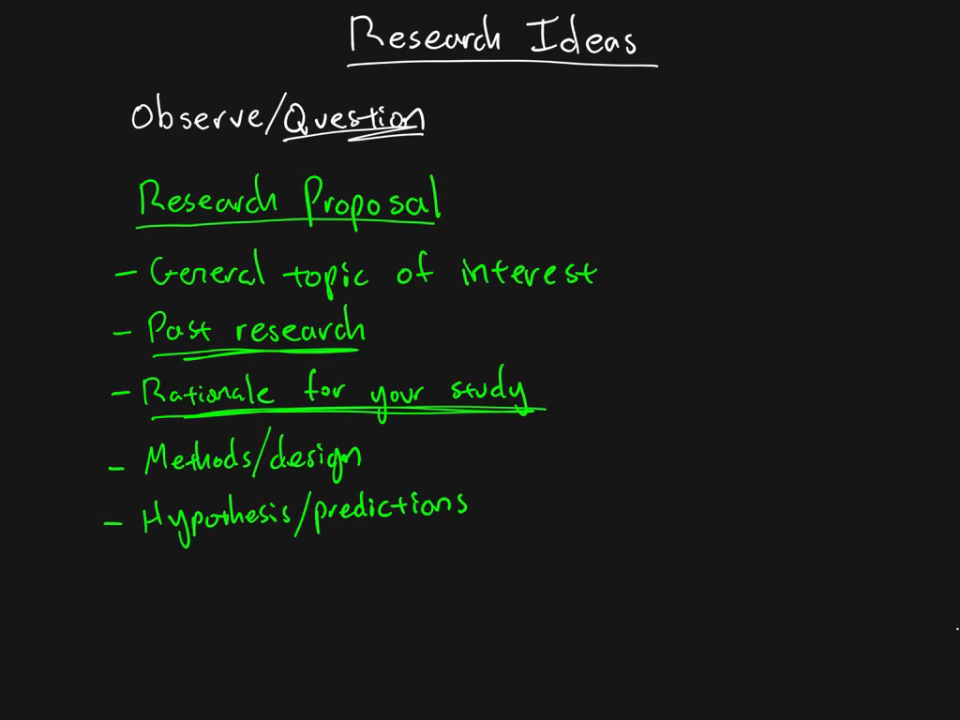 Research Ideas
Observe/Question
Research Proposal
- General topic of interest
- Past research
- Rationale for your study
- Methods/design
- Hypothesis/predictions